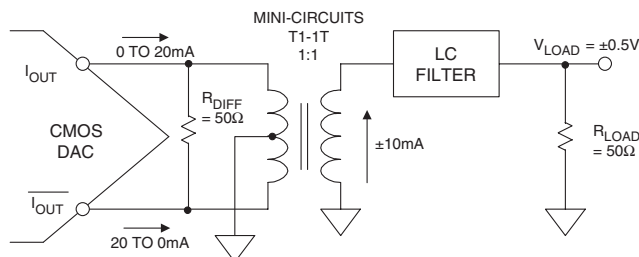 MINI-CIRCUITS
T1-1T
1:1
0 TO 20mA
I_OUT
CMOS
DAC
R_DIFF
= 50Ω
LC
FILTER
V_LOAD = ±0.5V
±10mA
R_LOAD
= 50Ω
I̅_O̅U̅T̅
20 TO 0mA